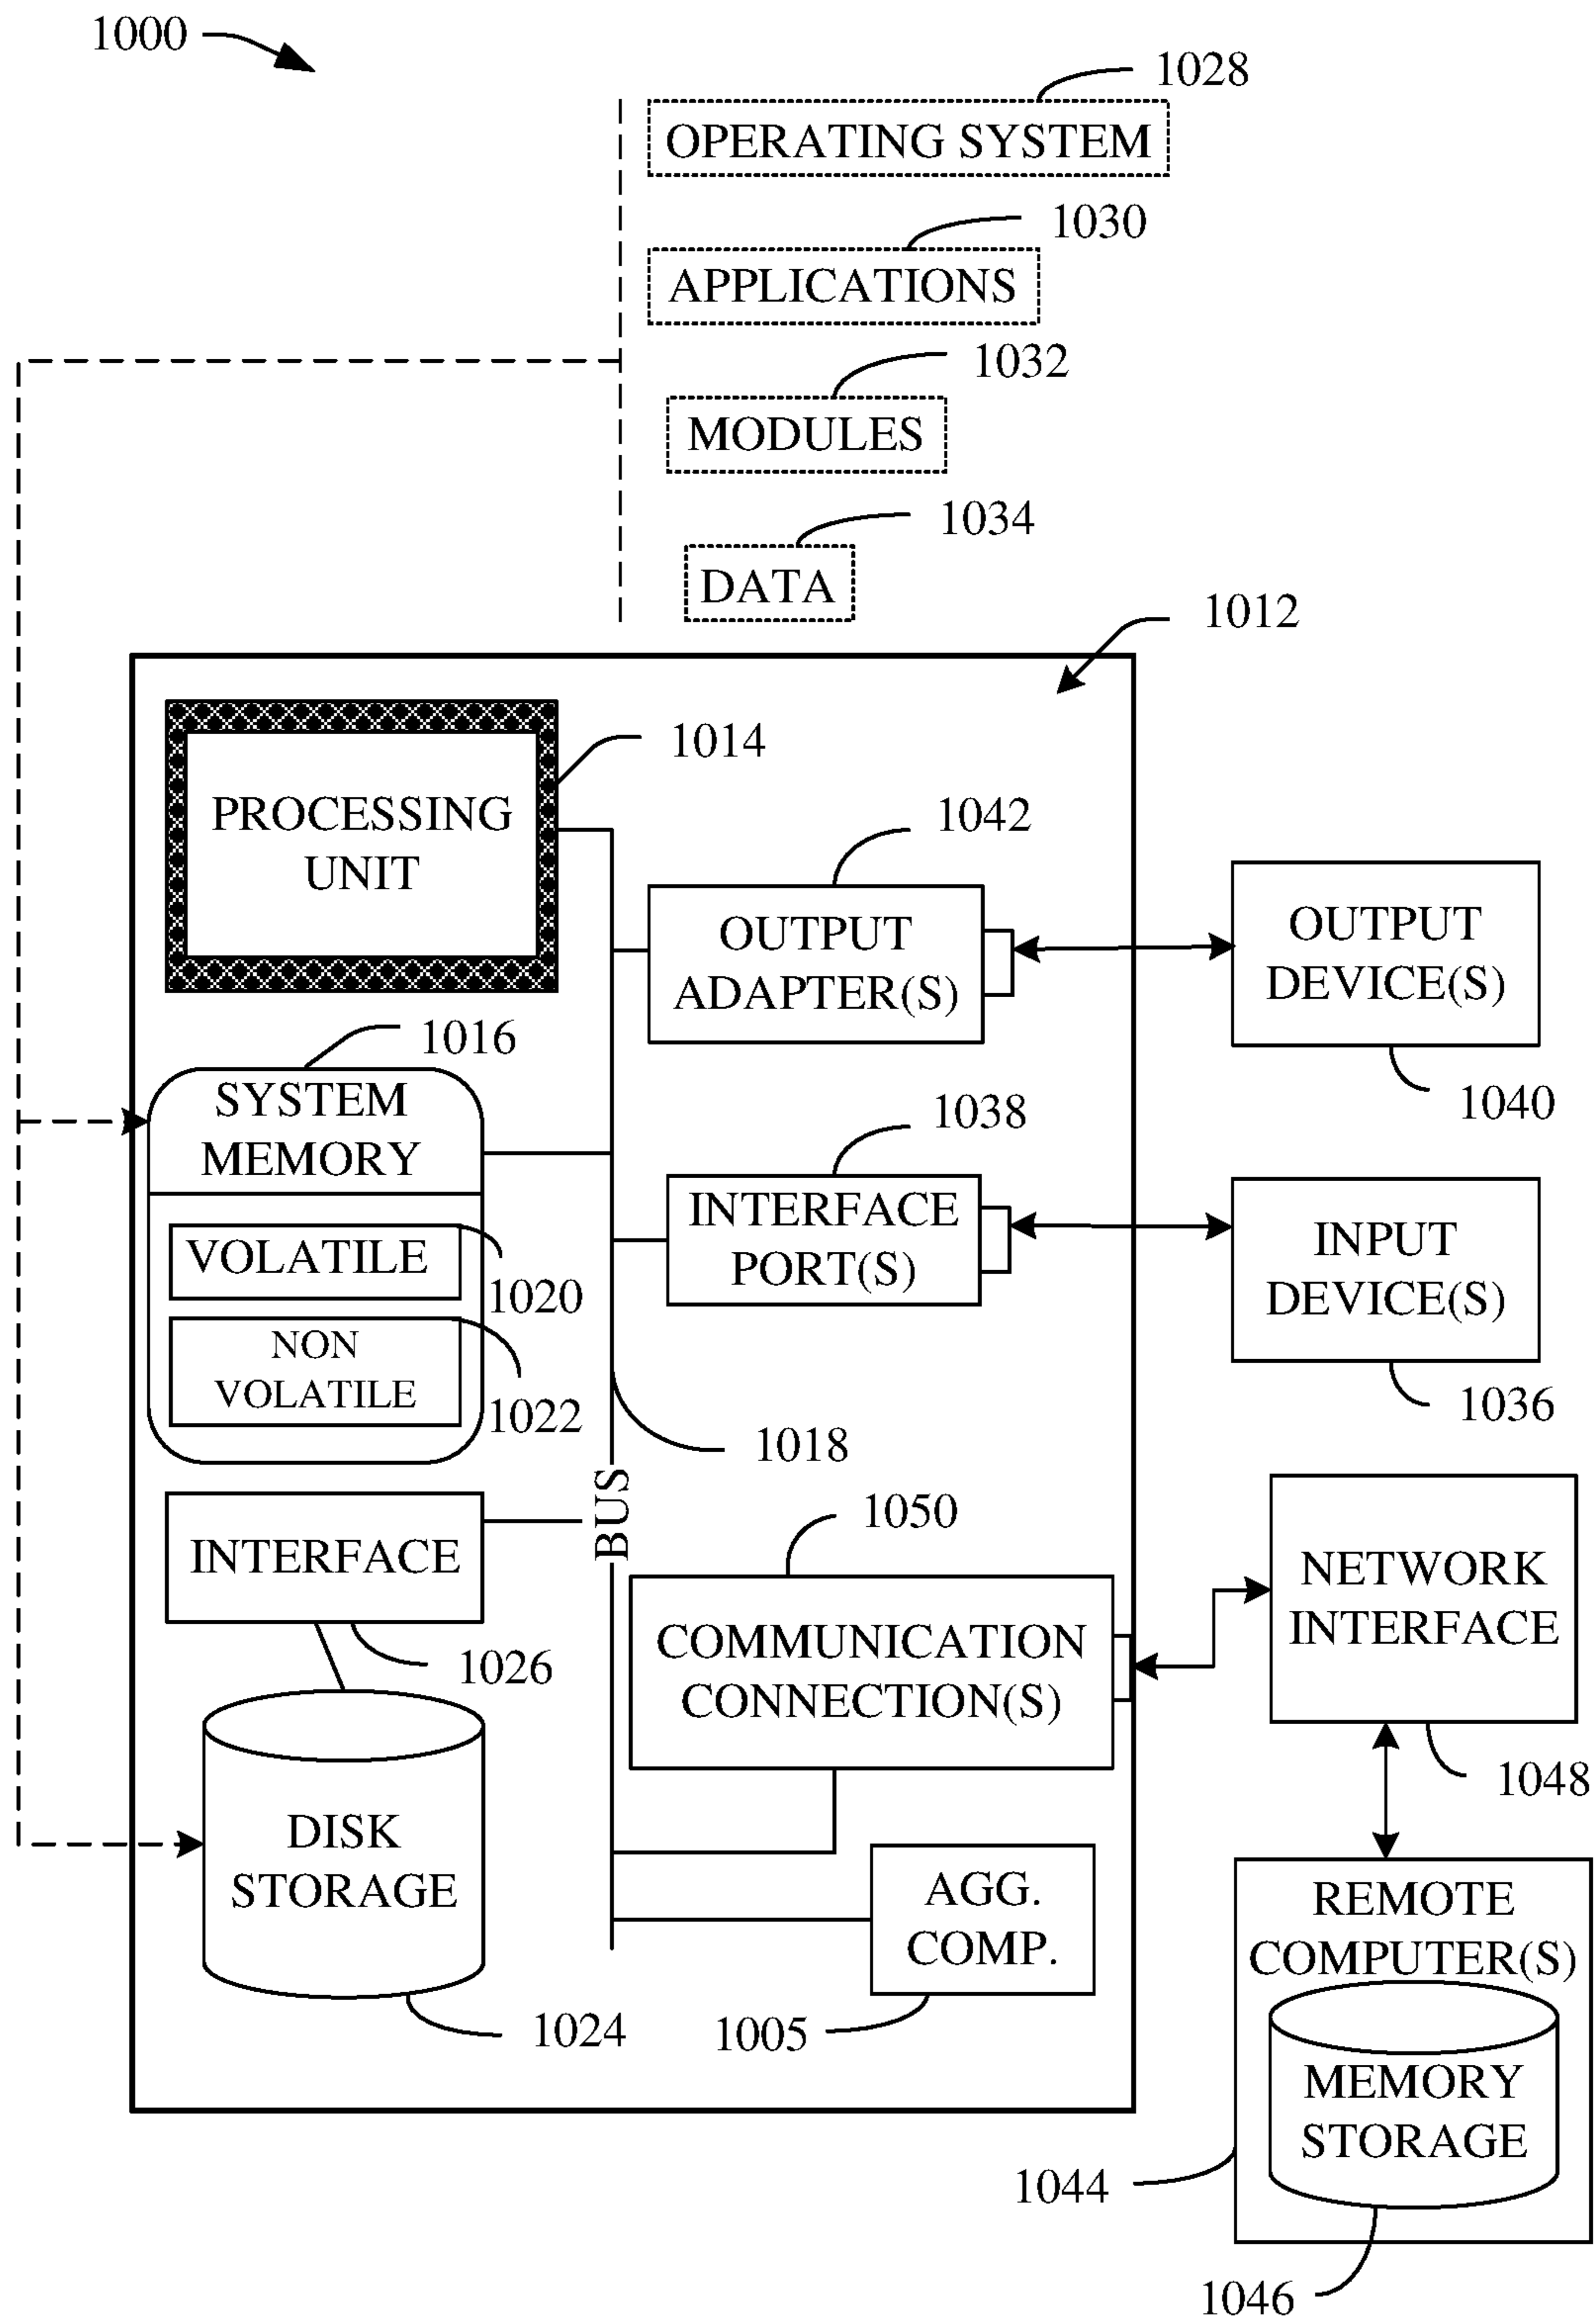 1000
1028
OPERATING SYSTEM
1030
APPLICATIONS
1032
MODULES
1034
DATA
1012
1014
PROCESSING
UNIT
1042
OUTPUT
ADAPTER(S)
OUTPUT
DEVICE(S)
1040
1016
SYSTEM
MEMORY
VOLATILE
1020
NON
VOLATILE
1022
1038
INTERFACE
PORT(S)
INPUT
DEVICE(S)
1036
1018
BUS
INTERFACE
1026
1050
COMMUNICATION
CONNECTION(S)
NETWORK
INTERFACE
1048
DISK
STORAGE
1024
AGG.
COMP.
1005
REMOTE
COMPUTER(S)
MEMORY
STORAGE
1044
1046